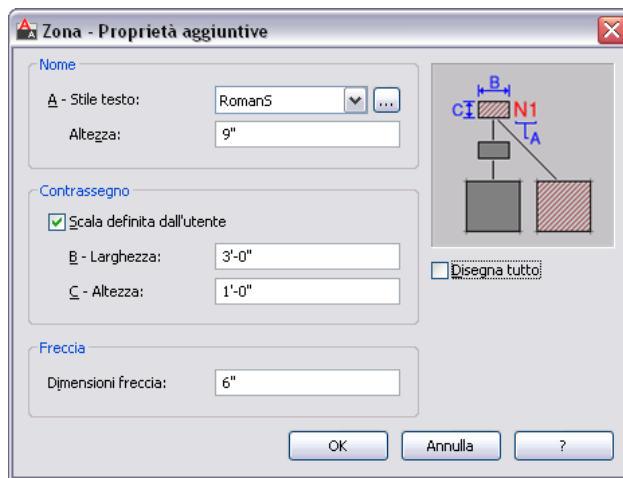 Zona - Proprietà aggiuntive
Nome
A - Stile testo: RomanS ...
Altezza: 9"
Contrassegno
Scala definita dall'utente
B - Larghezza: 3'-0"
C - Altezza: 1'-0"
Freccia
Dimensioni freccia: 6"
B
C N1
A
Disegna tutto
OK Annulla ?